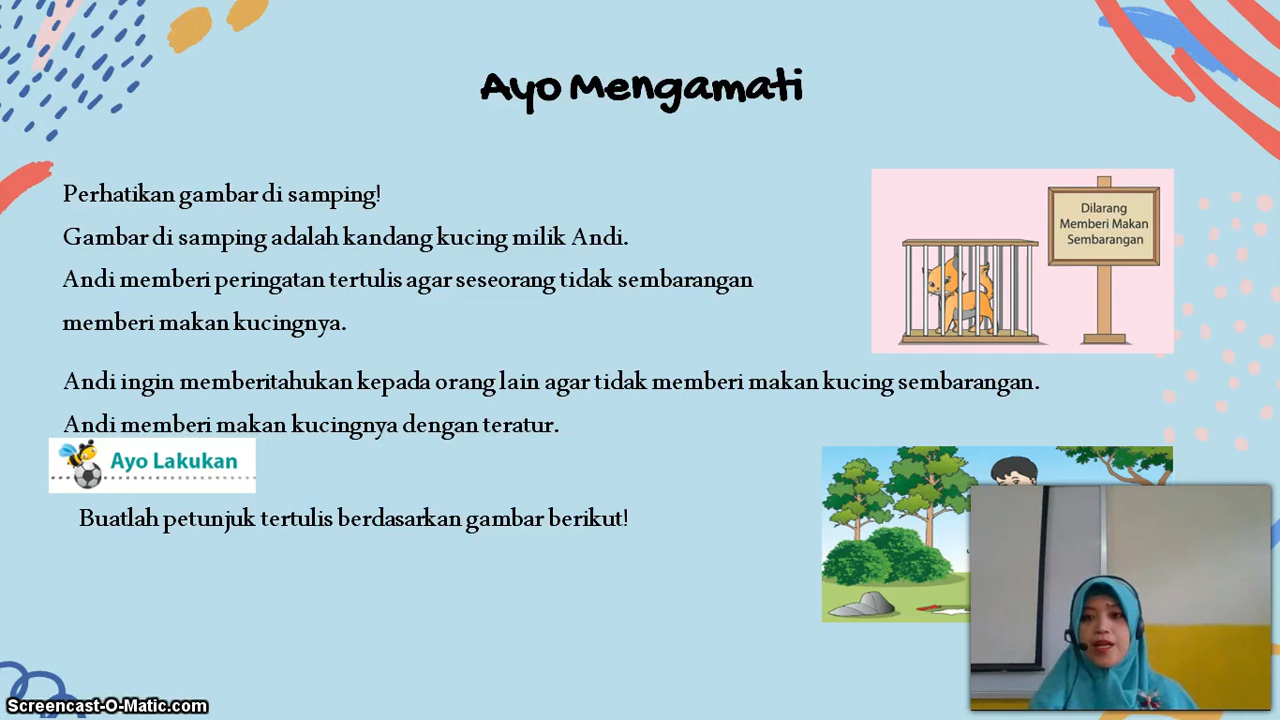 Ayo Mengamati
Perhatikan gambar di samping!
Gambar di samping adalah kandang kucing milik Andi.
Andi memberi peringatan tertulis agar seseorang tidak sembarangan
memberi makan kucingnya.
Dilarang
Memberi Makan
Sembarangan
Andi ingin memberitahukan kepada orang lain agar tidak memberi makan kucing sembarangan.
Andi memberi makan kucingnya dengan teratur.
Ayo Lakukan
Buatlah petunjuk tertulis berdasarkan gambar berikut!
Screencast-O-Matic.com